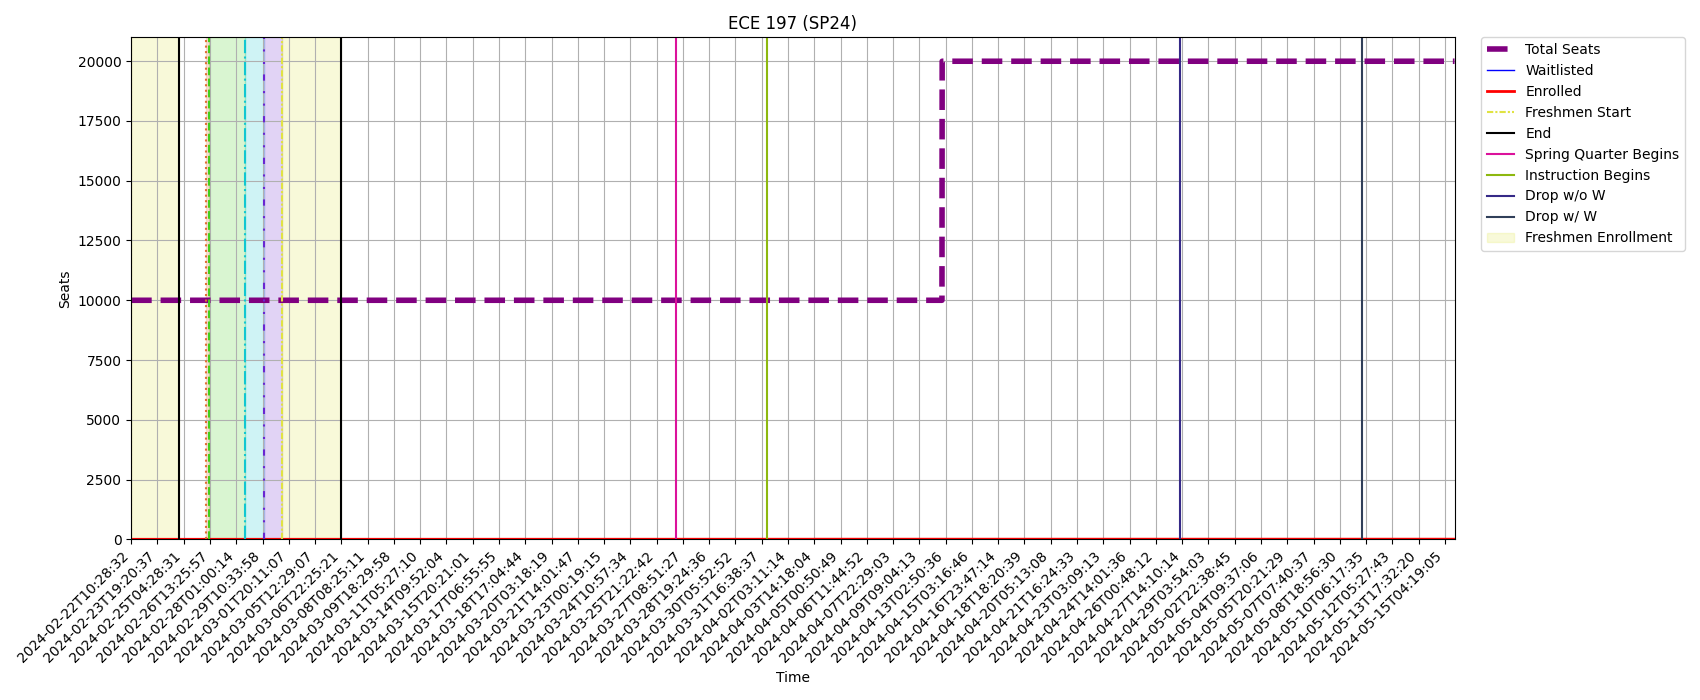 ECE 197 (SP24)
20000
17500
15000
12500
10000
7500
5000
2500
0
Seats
2024-02-22T10:28:32
2024-02-23T19:20:37
2024-02-25T04:28:31
2024-02-26T13:25:57
2024-02-28T01:00:14
2024-02-29T10:33:58
2024-03-01T20:11:07
2024-03-05T12:29:07
2024-03-06T22:25:21
2024-03-08T08:25:11
2024-03-09T18:29:58
2024-03-11T05:27:10
2024-03-14T09:52:04
2024-03-15T20:21:01
2024-03-17T06:55:55
2024-03-18T17:04:44
2024-03-20T03:18:19
2024-03-21T14:01:47
2024-03-23T00:19:15
2024-03-24T10:57:34
2024-03-25T21:22:42
2024-03-27T08:51:27
2024-03-28T19:24:36
2024-03-30T05:52:52
2024-03-31T16:38:37
2024-04-02T03:11:14
2024-04-03T14:18:04
2024-04-05T00:50:49
2024-04-06T11:44:52
2024-04-07T22:29:03
2024-04-09T09:04:13
2024-04-13T02:50:36
2024-04-15T03:16:46
2024-04-16T23:47:14
2024-04-18T18:20:39
2024-04-20T05:13:08
2024-04-21T16:24:33
2024-04-23T03:09:13
2024-04-24T14:01:36
2024-04-26T00:48:12
2024-04-27T14:10:14
2024-04-29T03:54:03
2024-05-02T22:38:45
2024-05-04T09:37:06
2024-05-05T20:21:29
2024-05-07T07:40:37
2024-05-08T18:56:30
2024-05-10T06:17:35
2024-05-12T05:27:43
2024-05-13T17:32:20
2024-05-15T04:19:05
Time
Total Seats
Waitlisted
Enrolled
Freshmen Start
End
Spring Quarter Begins
Instruction Begins
Drop w/o W
Drop w/ W
Freshmen Enrollment